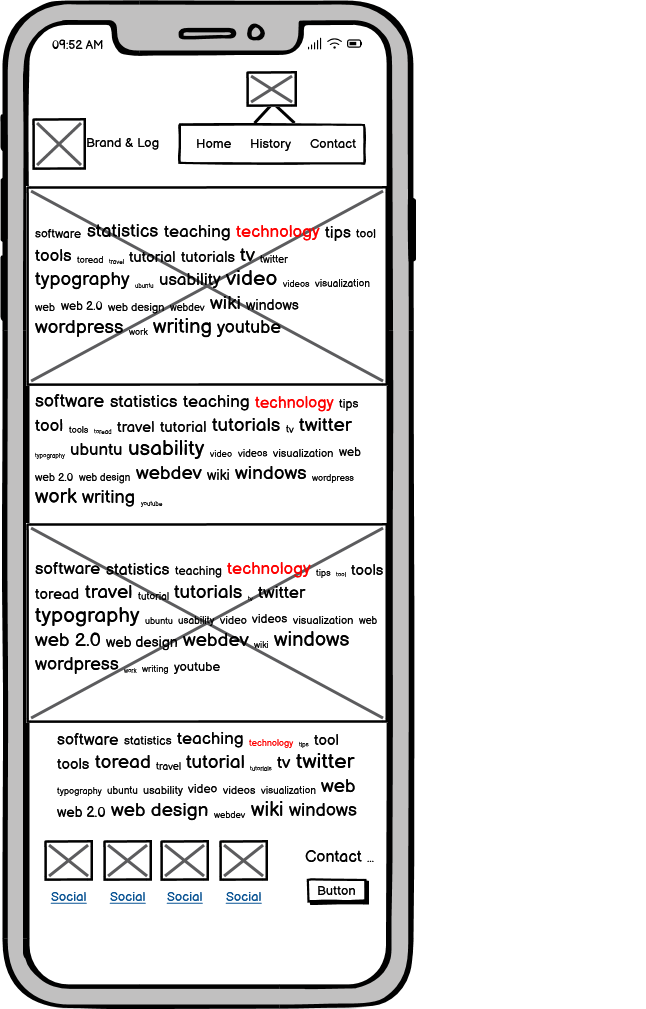 09:52 AM
Brand & Log
Home History Contact
software statistics teaching technology tips tool
tools toread travel tutorial tutorials tv twitter
typography ubuntu usability video videos visualization
web web 2.0 web design webdev wiki windows
wordpress work writing youtube
software statistics teaching technology tips
tool tools toread travel tutorial tutorials tv twitter
typography ubuntu usability video videos visualization web
web 2.0 web design webdev wiki windows wordpress
work writing youtube
software statistics teaching technology tips tool tools
toread travel tutorial tutorials tv twitter
typography ubuntu usability video videos visualization web
web 2.0 web design webdev wiki windows
wordpress work writing youtube
software statistics teaching technology tips tool
tools toread travel tutorial tutorials tv twitter
typography ubuntu usability video videos visualization web
web 2.0 web design webdev wiki windows
Contact ...
Social Social Social Social
Button